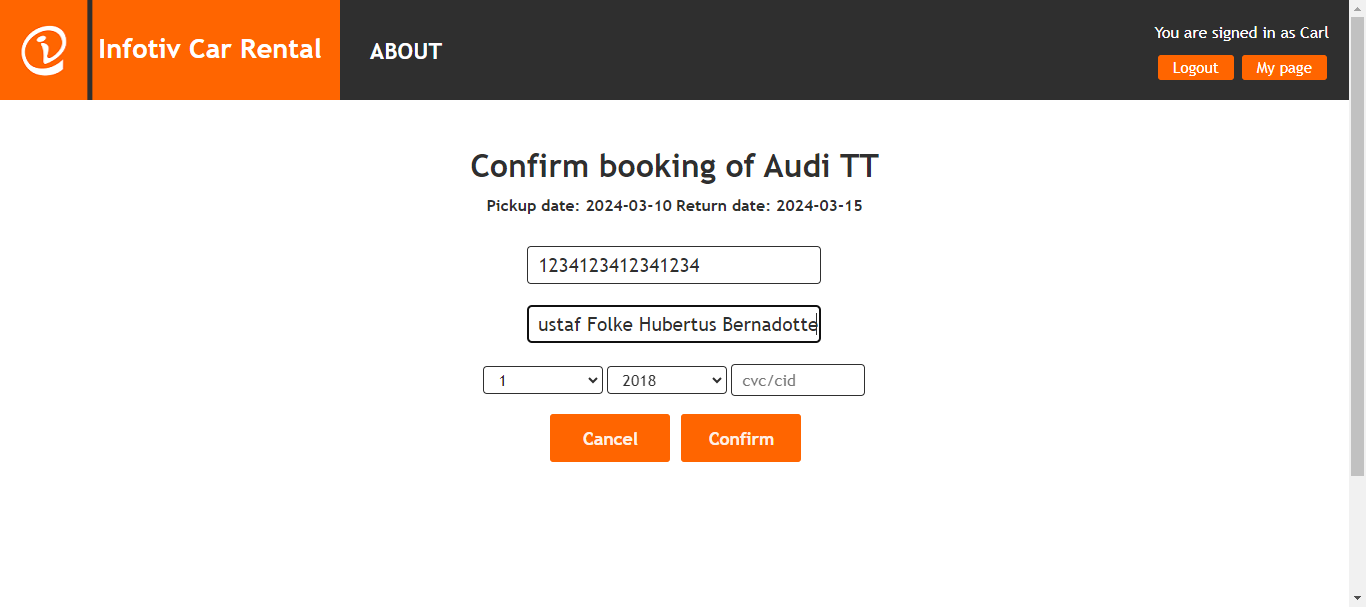 Infotiv Car Rental
ABOUT
You are signed in as Carl
Logout My page
Confirm booking of Audi TT
Pickup date: 2024-03-10 Return date: 2024-03-15
1234123412341234
ustaf Folke Hubertus Bernadotte
1 2018 cvc/cid
Cancel Confirm